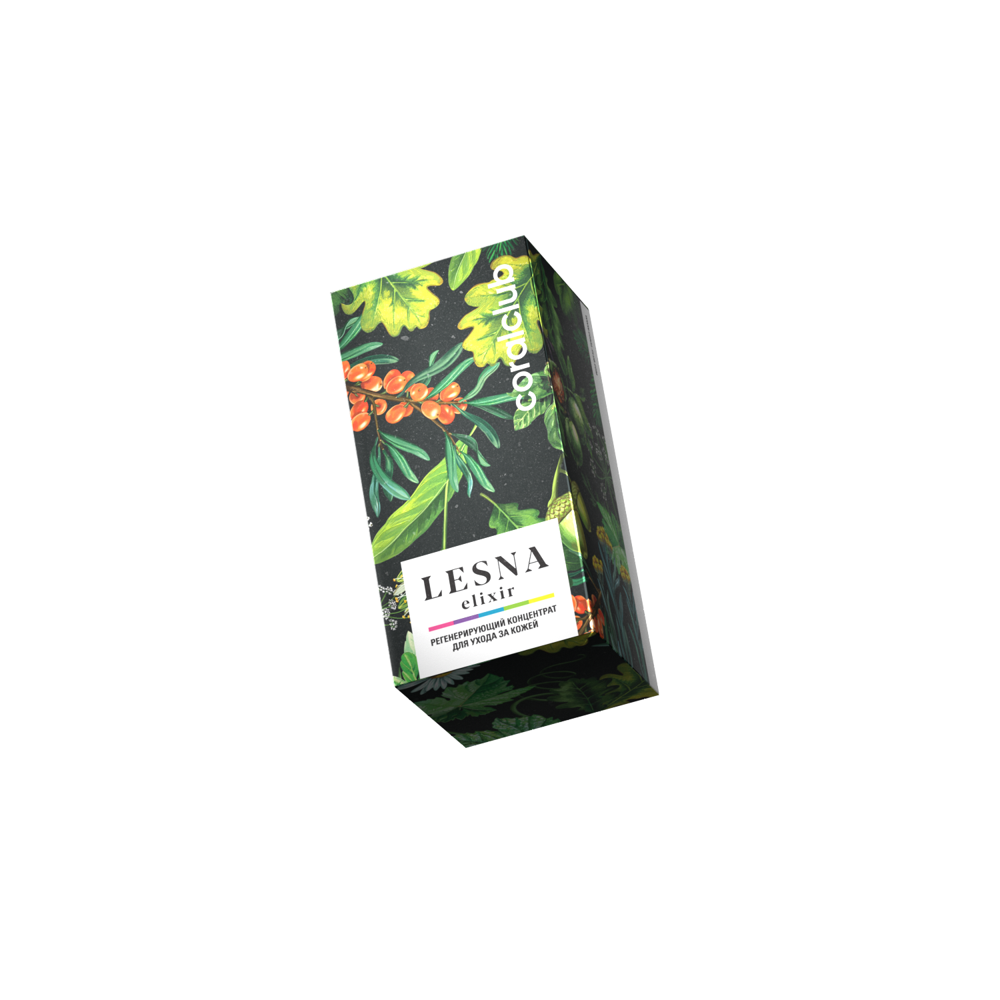 coralclub
LESNA
elixir
РЕГЕНЕРИРУЮЩИЙ КОНЦЕНТРАТ
ДЛЯ УХОДА ЗА КОЖЕЙ